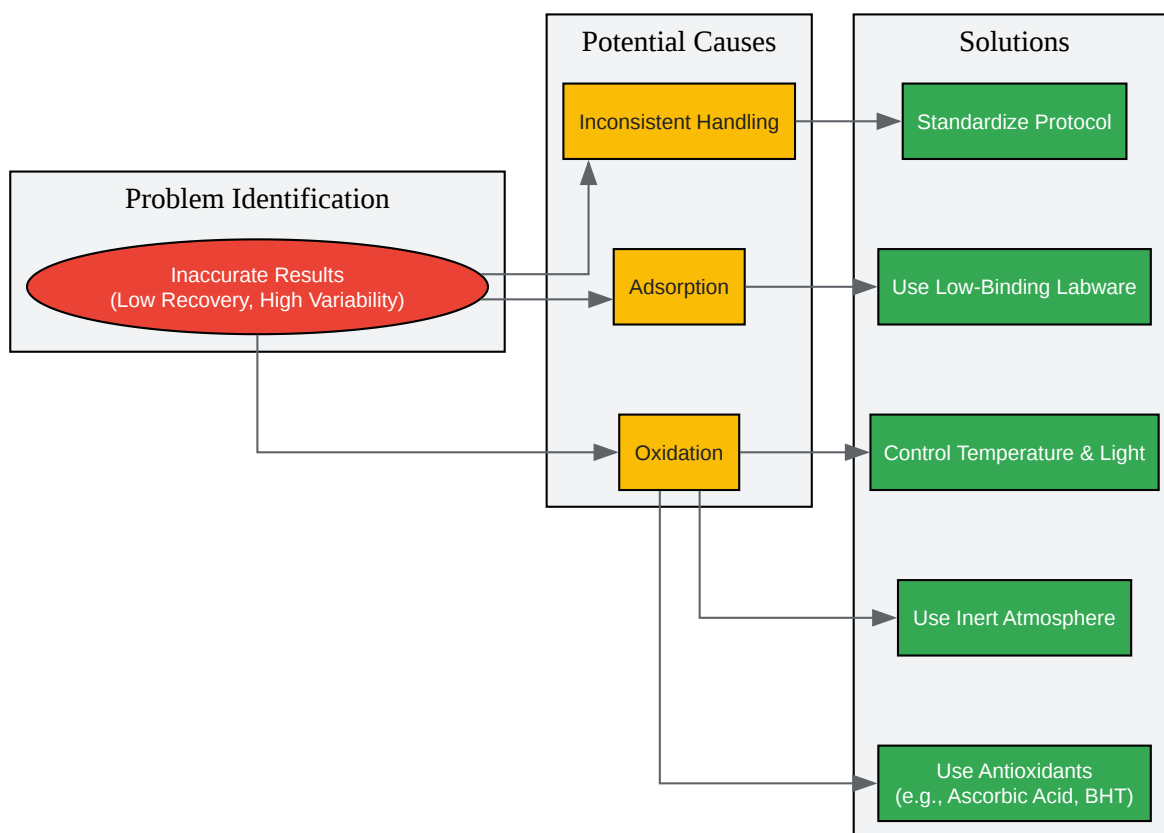 Problem Identification
Inaccurate Results
(Low Recovery, High Variability)
Potential Causes
Inconsistent Handling
Adsorption
Oxidation
Solutions
Standardize Protocol
Use Low-Binding Labware
Control Temperature & Light
Use Inert Atmosphere
Use Antioxidants
(e.g., Ascorbic Acid, BHT)